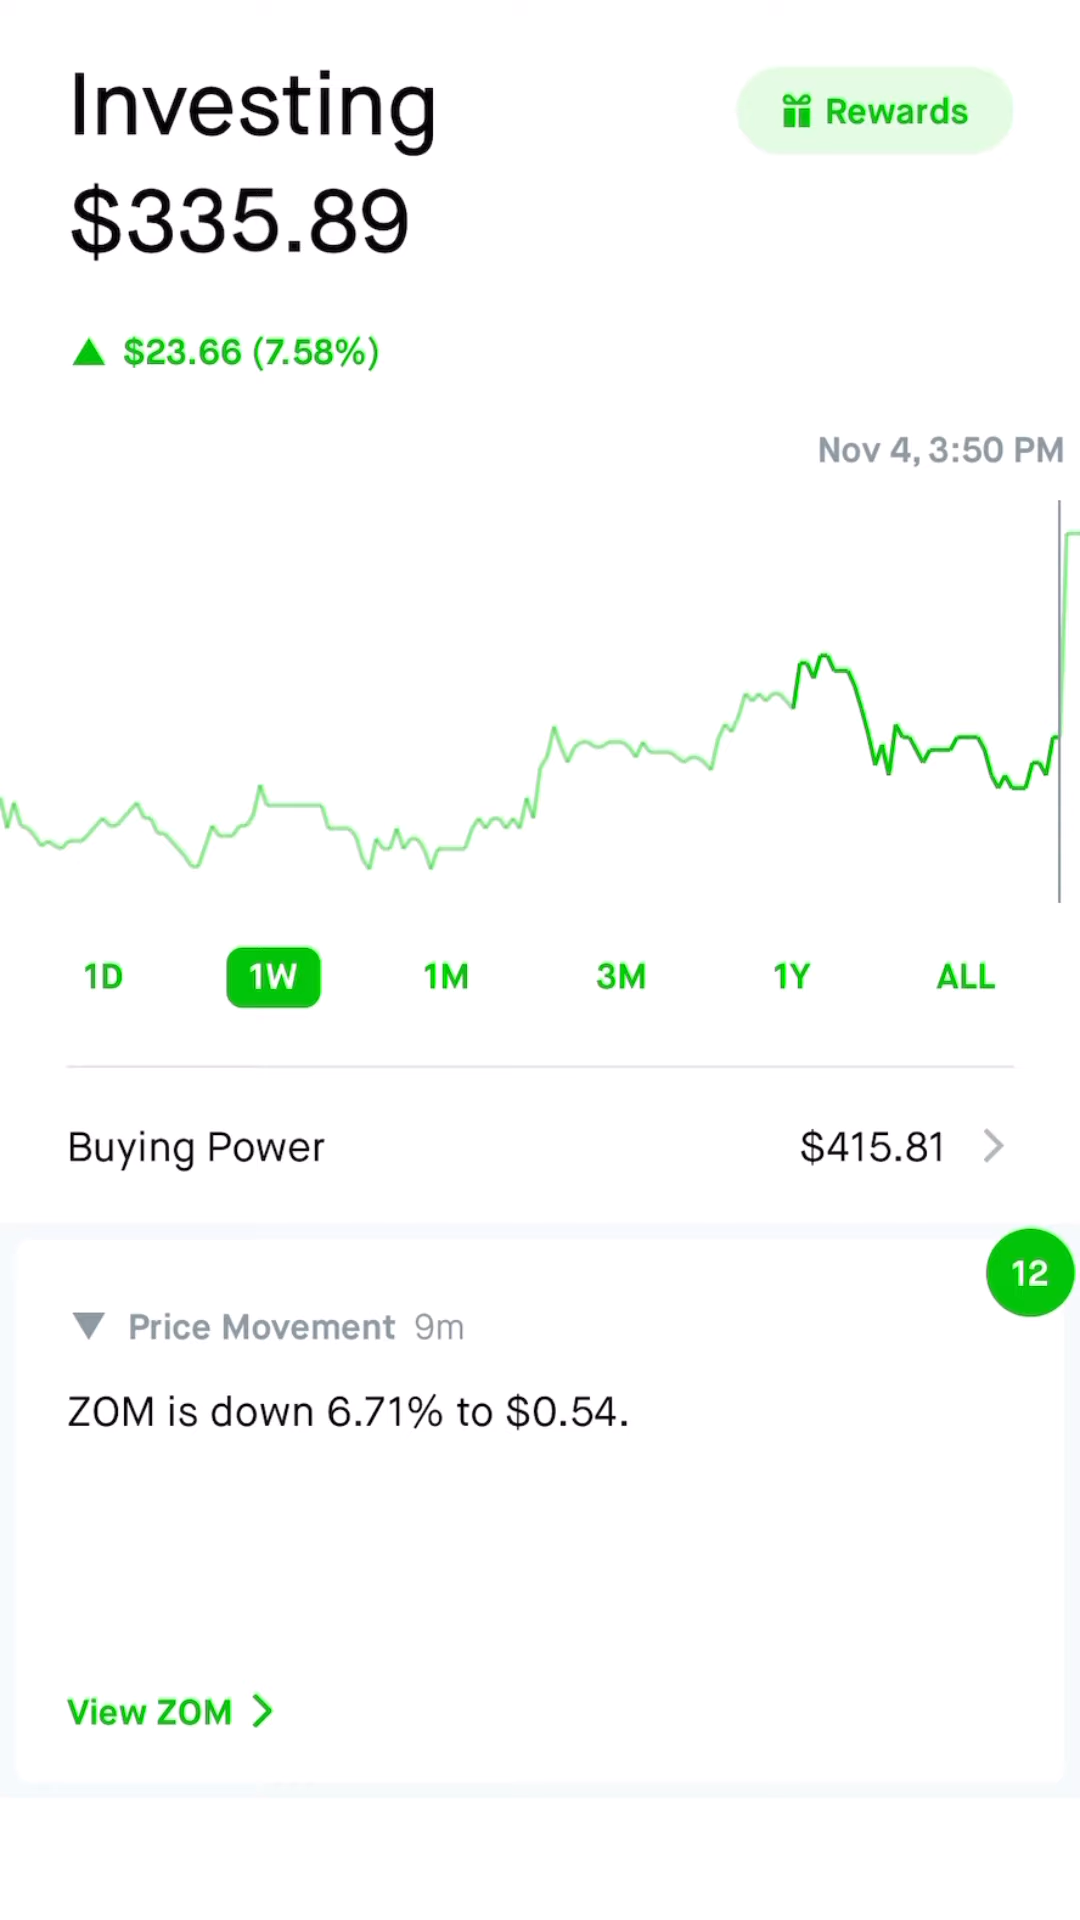 Investing
Rewards
$335.89
$23.66 (7.58%)
Nov 4, 3:50 PM
1D 1W 1M 3M 1Y ALL
Buying Power $415.81
12
Price Movement 9m
ZOM is down 6.71% to $0.54.
View ZOM